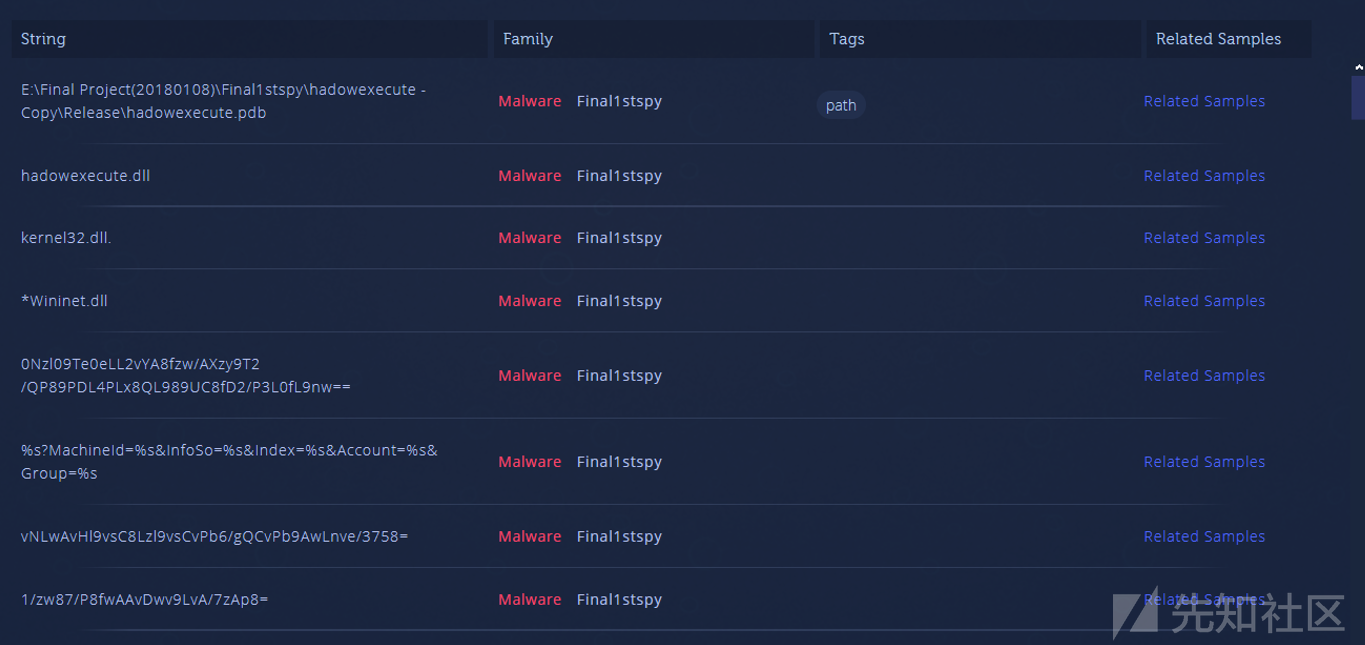 String Family Tags Related Samples
E:\Final Project(20180108)\Final1stspy\hadowexecute -
Copy\Release\hadowexecute.pdb
Malware Final1stspy path Related Samples
hadowexecute.dll Malware Final1stspy Related Samples
kernel32.dll. Malware Final1stspy Related Samples
*Wininet.dll Malware Final1stspy Related Samples
0Nzl09Te0eLL2vYA8fzw/AXzy9T2
/QP89PDL4PLx8QL989UC8fD2/P3L0fL9nw==
Malware Final1stspy Related Samples
%s?MachineId=%s&InfoSo=%s&Index=%s&Account=%s&
Group=%s
Malware Final1stspy Related Samples
vNLwAvHl9vsC8Lzl9vsCvPb6/gQCvPb9AwLnve/3758= Malware Final1stspy Related Samples
1/zw87/P8fwAAvDwv9LvA/7zAp8= Malware Final1stspy Related Samples
先知社区